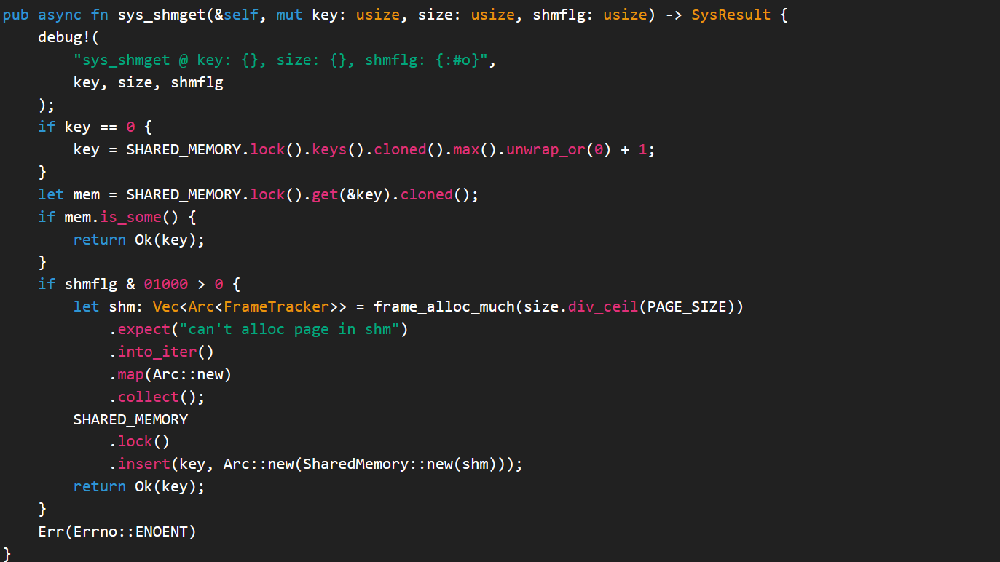 pub async fn sys_shmget(&self, mut key: usize, size: usize, shmflg: usize) -> SysResult {
    debug!(
        "sys_shmget @ key: {}, size: {}, shmflg: {:#o}",
        key, size, shmflg
    );
    if key == 0 {
        key = SHARED_MEMORY.lock().keys().cloned().max().unwrap_or(0) + 1;
    }
    let mem = SHARED_MEMORY.lock().get(&key).cloned();
    if mem.is_some() {
        return Ok(key);
    }
    if shmflg & 01000 > 0 {
        let shm: Vec<Arc<FrameTracker>> = frame_alloc_much(size.div_ceil(PAGE_SIZE))
            .expect("can't alloc page in shm")
            .into_iter()
            .map(Arc::new)
            .collect();
        SHARED_MEMORY
            .lock()
            .insert(key, Arc::new(SharedMemory::new(shm)));
        return Ok(key);
    }
    Err(Errno::ENOENT)
}